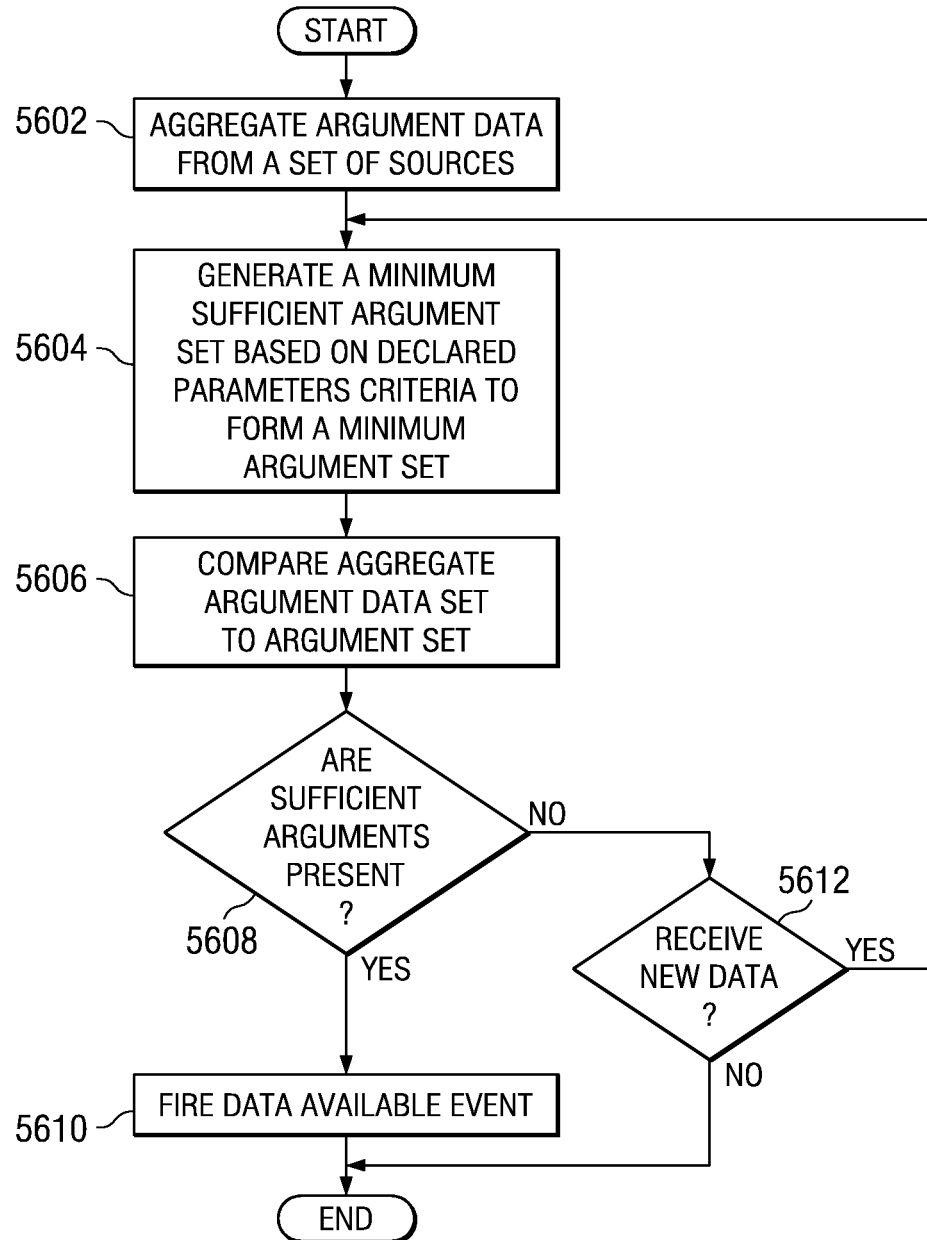 START
5602
AGGREGATE ARGUMENT DATA
FROM A SET OF SOURCES
5604
GENERATE A MINIMUM
SUFFICIENT ARGUMENT
SET BASED ON DECLARED
PARAMETERS CRITERIA TO
FORM A MINIMUM
ARGUMENT SET
5606
COMPARE AGGREGATE
ARGUMENT DATA SET
TO ARGUMENT SET
ARE
SUFFICIENT
ARGUMENTS
PRESENT
?
5608
NO
YES
5612
RECEIVE
NEW DATA
?
YES
NO
5610
FIRE DATA AVAILABLE EVENT
END